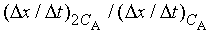 (Δx / Δt)_{2C_A} / (Δx / Δt)_{C_A}